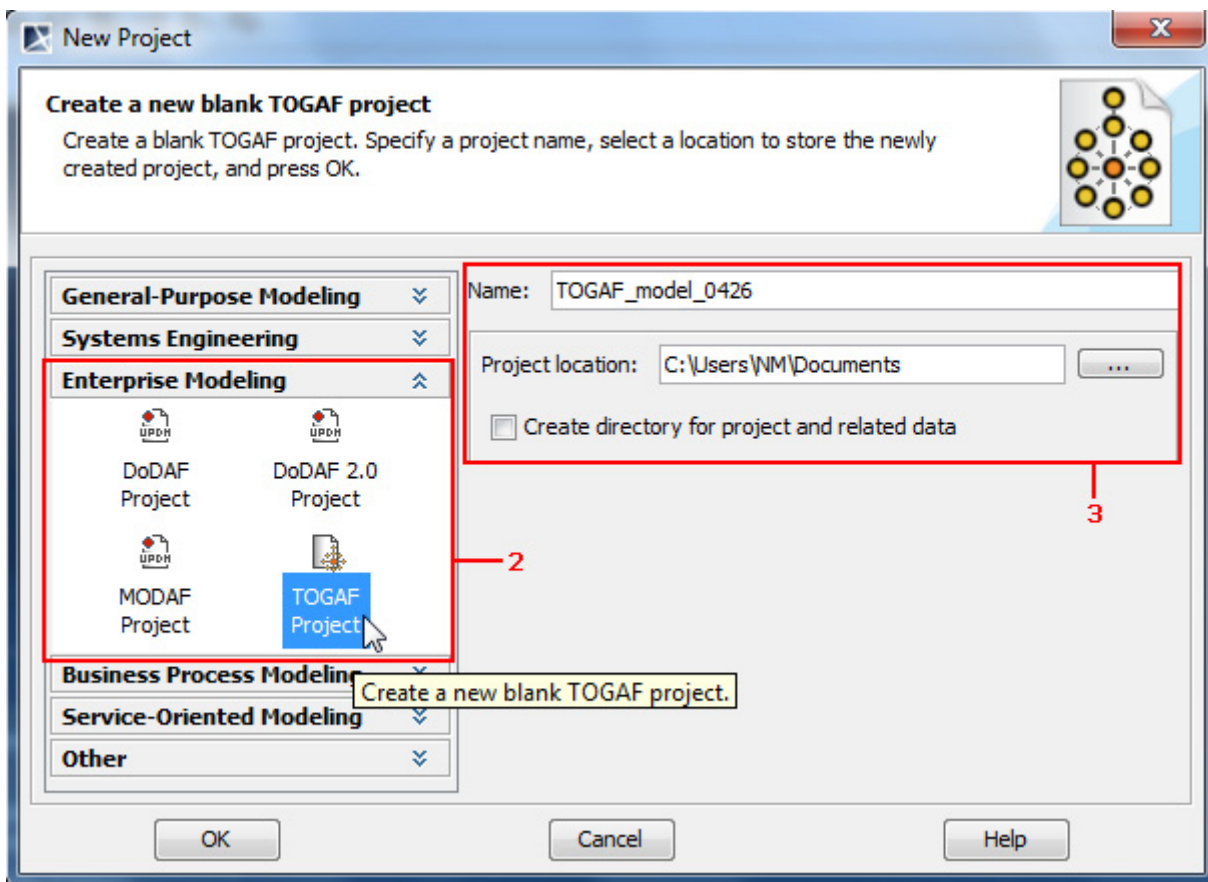 New Project
X
Create a new blank TOGAF project
Create a blank TOGAF project. Specify a project name, select a location to store the newly
created project, and press OK.
General-Purpose Modeling
Systems Engineering
Enterprise Modeling
UPDM
UPDM
DoDAF
Project
DoDAF 2.0
Project
UPDM
MODAF
Project
TOGAF
Project
Business Process Modeling
Create a new blank TOGAF project.
Service-Oriented Modeling
Other
2
Name: TOGAF_model_0426
Project location: C:\Users\NM\Documents ...
Create directory for project and related data
3
OK
Cancel
Help